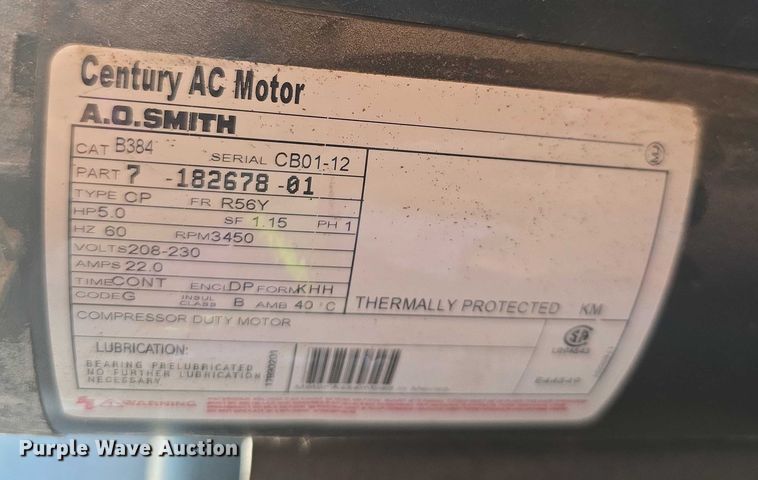 Century AC Motor
A.O.SMITH
CAT B384 SERIAL CB01-12
PART 7 -182678-01
TYPE CP FR R56Y
HP 5.0 SF 1.15 PH 1
HZ 60 RPM 3450
VOLTS 208-230
AMPS 22.0
TIME CONT ENCL DP FORM KHH
CODE G INSUL CLASS B AMB 40 °C
THERMALLY PROTECTED KM
COMPRESSOR DUTY MOTOR
LUBRICATION:
BEARING PRELUBRICATED
NO FURTHER LUBRICATION
NECESSARY
WARNING
Purple Wave Auction